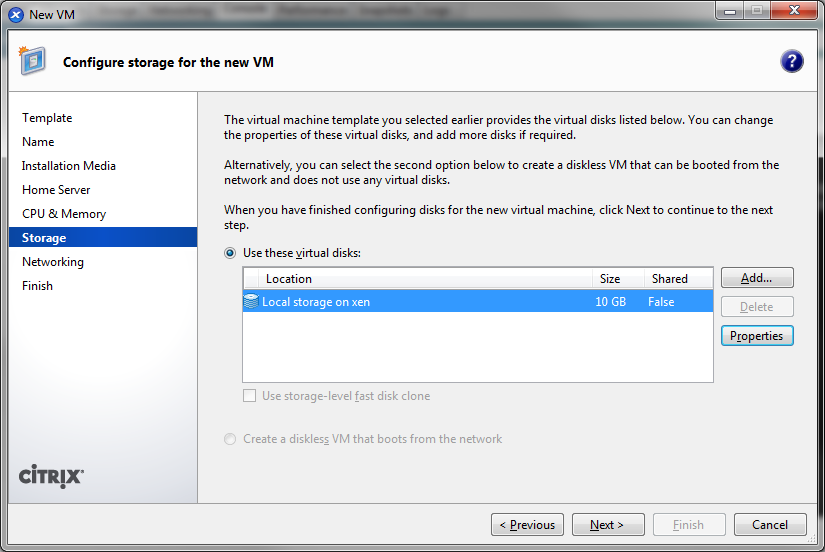 New VM
Configure storage for the new VM
?
Template
Name
Installation Media
Home Server
CPU & Memory
Storage
Networking
Finish
CITRIX
The virtual machine template you selected earlier provides the virtual disks listed below. You can change
the properties of these virtual disks, and add more disks if required.
Alternatively, you can select the second option below to create a diskless VM that can be booted from the
network and does not use any virtual disks.
When you have finished configuring disks for the new virtual machine, click Next to continue to the next
step.
Use these virtual disks:
Location Size Shared
Local storage on xen 10 GB False
Add...
Delete
Properties
Use storage-level fast disk clone
Create a diskless VM that boots from the network
< Previous Next > Finish Cancel